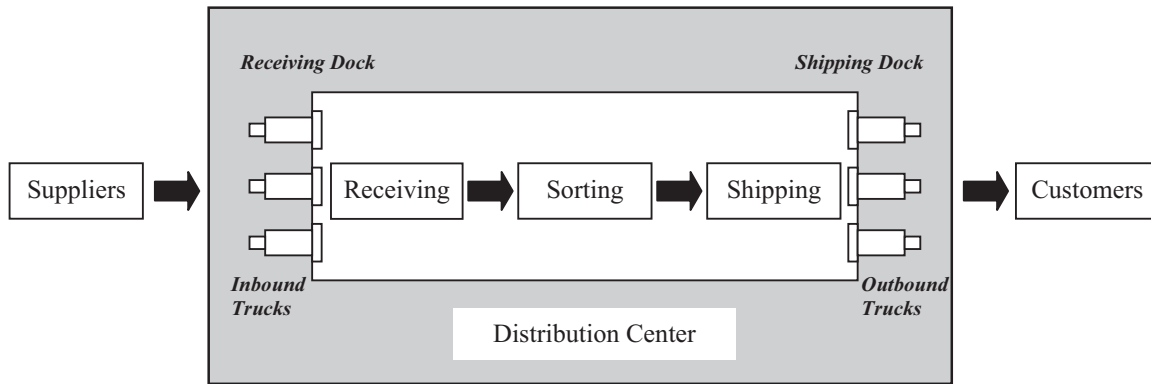 Receiving Dock
Shipping Dock
Suppliers
Receiving
Sorting
Shipping
Customers
Inbound
Trucks
Outbound
Trucks
Distribution Center